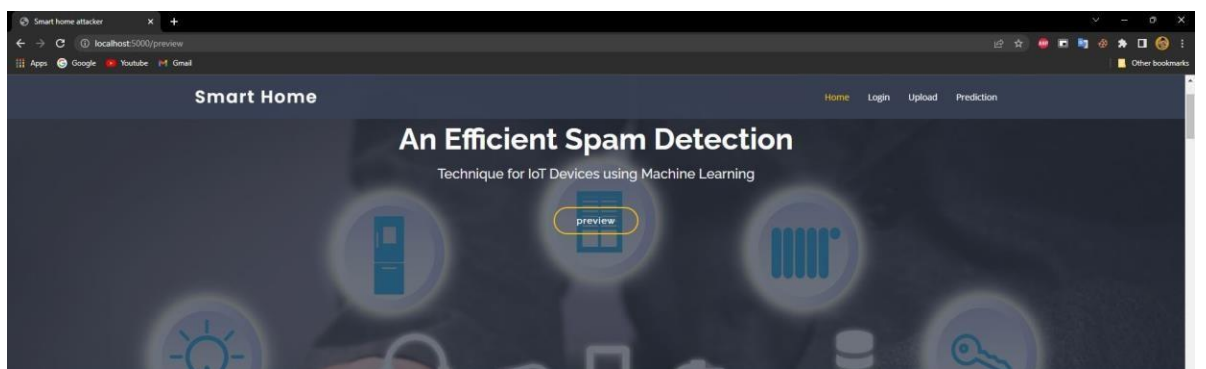 Smart home attacker
localhost:5000/preview
Apps Google Youtube Gmail Other bookmarks
Smart Home Home Login Upload Prediction
An Efficient Spam Detection
Technique for IoT Devices using Machine Learning
preview